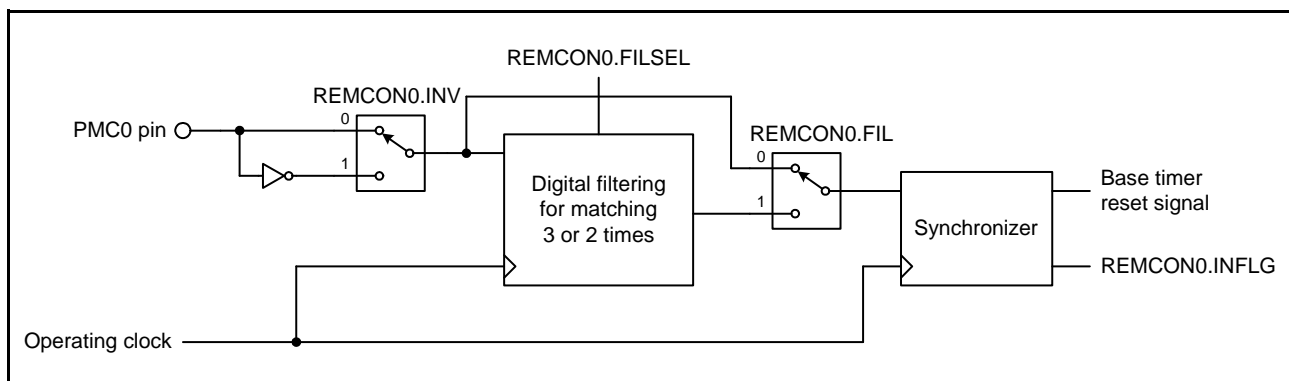 REMCON0.FILSEL
REMCON0.INV
PMC0 pin
0
1
Digital filtering
for matching
3 or 2 times
REMCON0.FIL
0
1
Synchronizer
Base timer
reset signal
REMCON0.INFLG
Operating clock